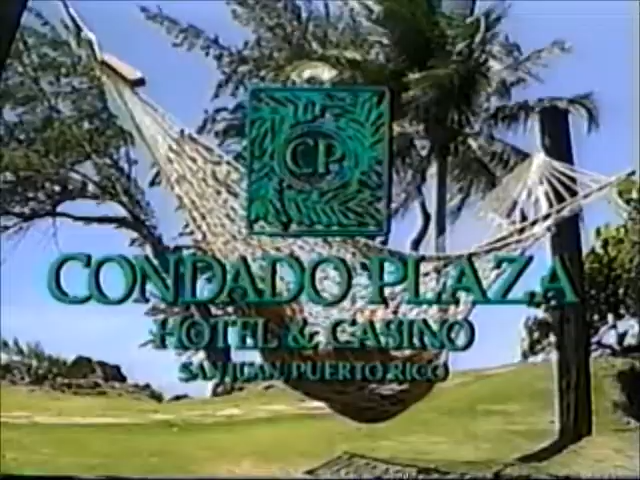 CP
CONDADO PLAZA
HOTEL & CASINO
SAN JUAN, PUERTO RICO